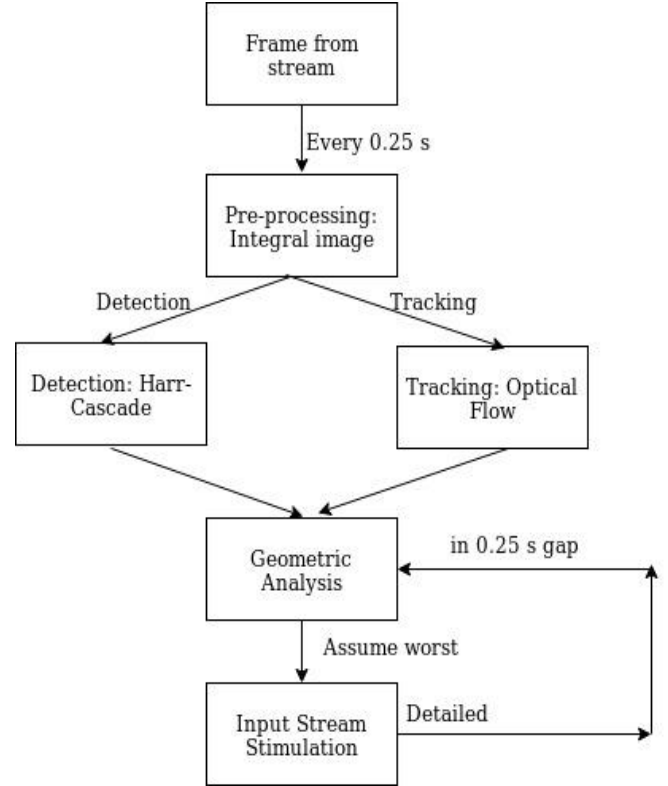 Frame from
stream
Every 0.25 s
Pre-processing:
Integral image
Detection
Tracking
Detection: Harr-
Cascade
Tracking: Optical
Flow
in 0.25 s gap
Geometric
Analysis
Assume worst
Input Stream
Stimulation
Detailed